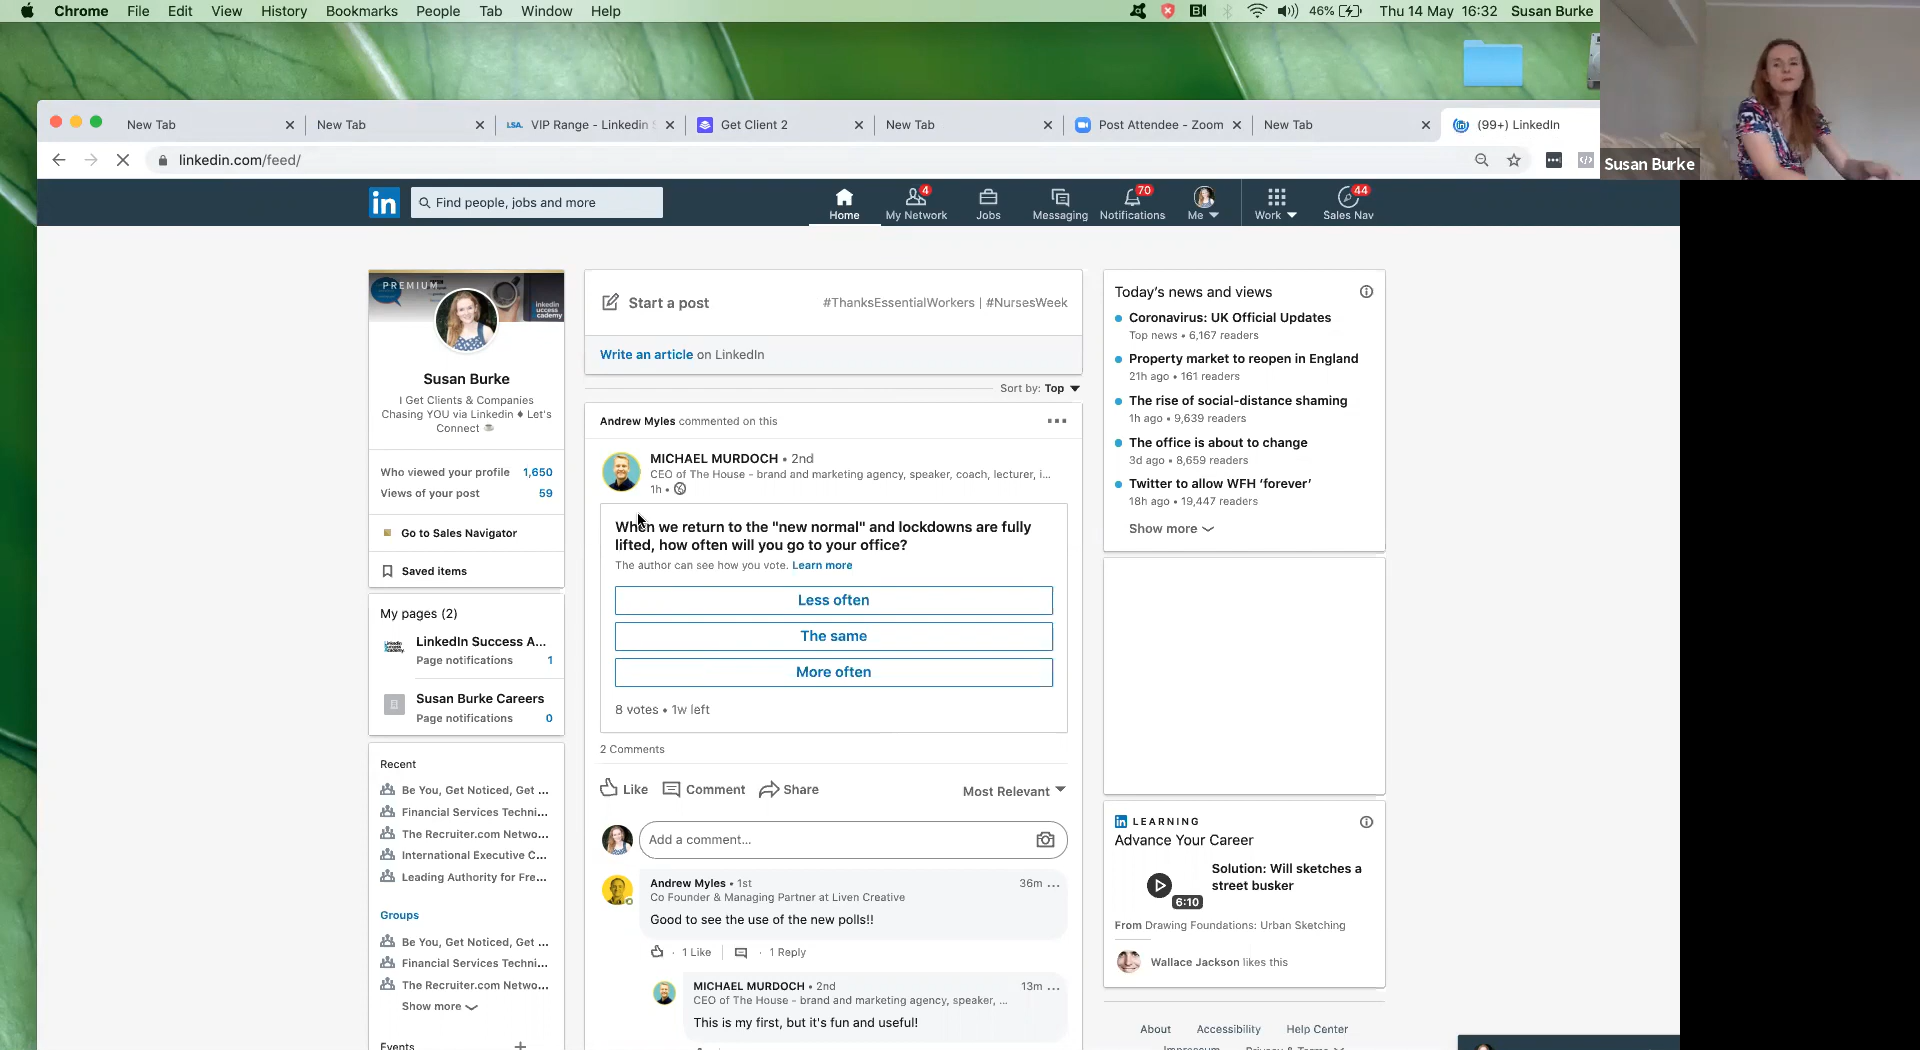 Chrome File Edit View History Bookmarks People Tab Window Help 46% Thu 14 May 16:32 Susan Burke
New Tab New Tab LSA. VIP Range - Linkedin Get Client 2 New Tab Post Attendee - Zoom New Tab (99+) LinkedIn
linkedin.com/feed/
Susan Burke
in Find people, jobs and more
Home My Network 4 Jobs Messaging Notifications 70 Me Work Sales Nav 44
PREMIUM
Susan Burke
I Get Clients & Companies
Chasing YOU via Linkedin ♦ Let's
Connect ☕
Who viewed your profile 1,650
Views of your post 59
Go to Sales Navigator
Saved items
My pages (2)
LinkedIn Success A...
Page notifications 1
Susan Burke Careers
Page notifications 0
Recent
Be You, Get Noticed, Get ...
Financial Services Techni...
The Recruiter.com Netwo...
International Executive C...
Leading Authority for Fre...
Groups
Be You, Get Noticed, Get ...
Financial Services Techni...
The Recruiter.com Netwo...
Show more
Events +
Start a post #ThanksEssentialWorkers | #NursesWeek
Write an article on LinkedIn
Sort by: Top
Andrew Myles commented on this
MICHAEL MURDOCH • 2nd
CEO of The House - brand and marketing agency, speaker, coach, lecturer, i...
1h •
When we return to the "new normal" and lockdowns are fully
lifted, how often will you go to your office?
The author can see how you vote. Learn more
Less often
The same
More often
8 votes • 1w left
2 Comments
Like Comment Share Most Relevant
Add a comment...
Andrew Myles • 1st 36m ...
Co Founder & Managing Partner at Liven Creative
Good to see the use of the new polls!!
1 Like 1 Reply
MICHAEL MURDOCH • 2nd 13m ...
CEO of The House - brand and marketing agency, speaker, ...
This is my first, but it's fun and useful!
Today's news and views
Coronavirus: UK Official Updates
Top news • 6,167 readers
Property market to reopen in England
21h ago • 161 readers
The rise of social-distance shaming
1h ago • 9,639 readers
The office is about to change
3d ago • 8,659 readers
Twitter to allow WFH 'forever'
18h ago • 19,447 readers
Show more
in LEARNING
Advance Your Career
Solution: Will sketches a
street busker
6:10
From Drawing Foundations: Urban Sketching
Wallace Jackson likes this
About Accessibility Help Center